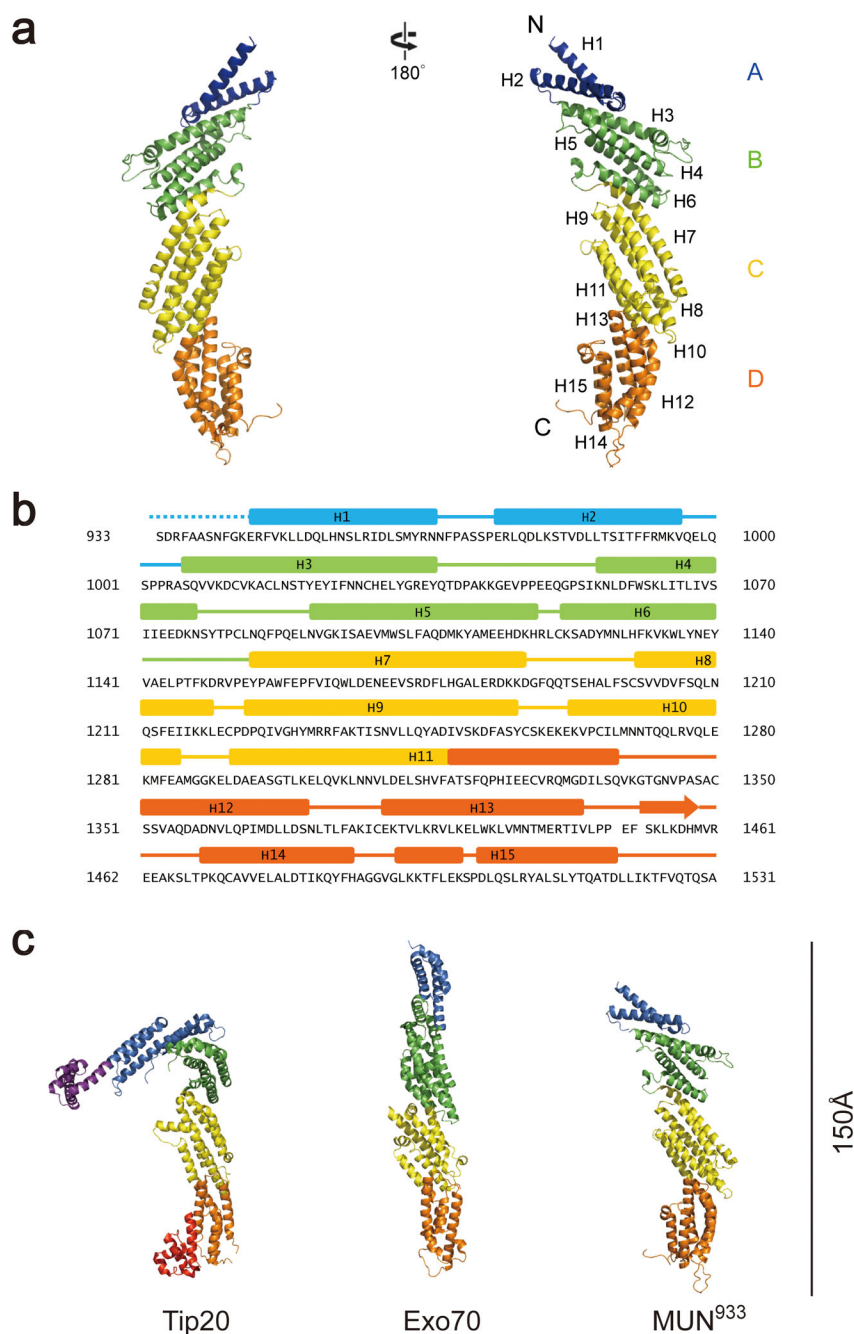 a
180°
N
H1
H2
A
H3
H5
B
H4
H6
H9
H7
C
H11
H8
H13
H10
D
H15
H12
C
H14
b
H1 H2
933 SDRFAASNFGKERFVKLLDQLHNSLRIDLSMYRNNFPASSPERLQDLKSTVDLLTSITFFRMKVQELQ 1000
H3 H4
1001 SPPRASQVVKDCVKACLNSTYEYIFNNCHELYGREYQTDPAKKGEVPPEEQGPSIKNLDFWSKLITLIVS 1070
H5 H6
1071 IIEEDKNSYTPCLNQFPQELNVGKISAEVMWSLFAQDMKYAMEEHDKHRLCKSADYMNLHFKVKWLYNEY 1140
H7 H8
1141 VAELPTFKDRVPEYPAWFEPFVIQWLDENEEVSRDFLHGALERDKKDGFQQTSEHALFSCSVVDVFSQLN 1210
H9 H10
1211 QSFEIIKKLECPDPQIVGHYMRRFAKTISNVLLQYADIVSKDFASYCSKEKEKVPCILMNNTQQLRVQLE 1280
H11
1281 KMFEAMGGKELDAEASGTLKELQVKLNNVLDELSHVFATSFQPHIEECVRQMGDILSQVKGTGNVPASAC 1350
H12 H13
1351 SSVAQDADNVLQPIMDLLDSNLTLFAKICEKTVLKRVLKELWKLVMNTMERTIVLPP EF SKLKDHMVR 1461
H14 H15
1462 EEAKSLTPKQCAVVELALDTIKQYFHAGGVGLKKTFLEKSPDLQSLRYALSLYTQATDLLIKTFVQTQSA 1531
c
150Å
Tip20 Exo70 MUN⁹³³